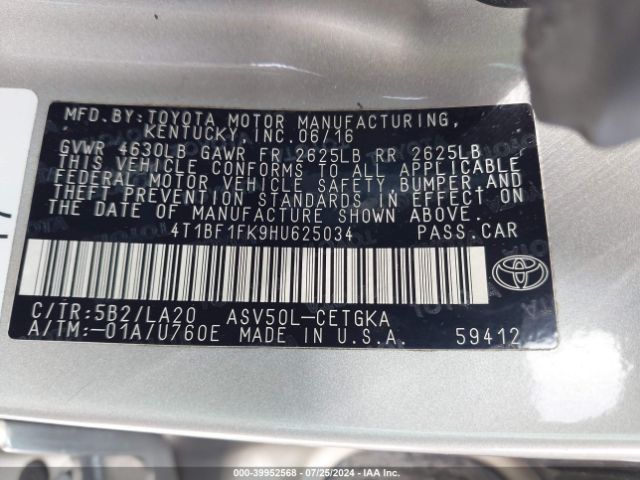 MFD.BY:TOYOTA MOTOR MANUFACTURING,
KENTUCKY, INC.06/16
GVWR 4630LB GAWR FR 2625LB RR 2625LB
THIS VEHICLE CONFORMS TO ALL APPLICABLE
FEDERAL MOTOR VEHICLE SAFETY, BUMPER, AND
THEFT PREVENTION STANDARDS IN EFFECT ON
THE DATE OF MANUFACTURE SHOWN ABOVE.
4T1BF1FK9HU625034 PASS.CAR
TOYOTA
C/TR:5B2/LA20 ASV50L-CETGKA
A/TM:-01A/U760E MADE IN U.S.A. 59412
000-39952568 - 07/25/2024 - IAA Inc.